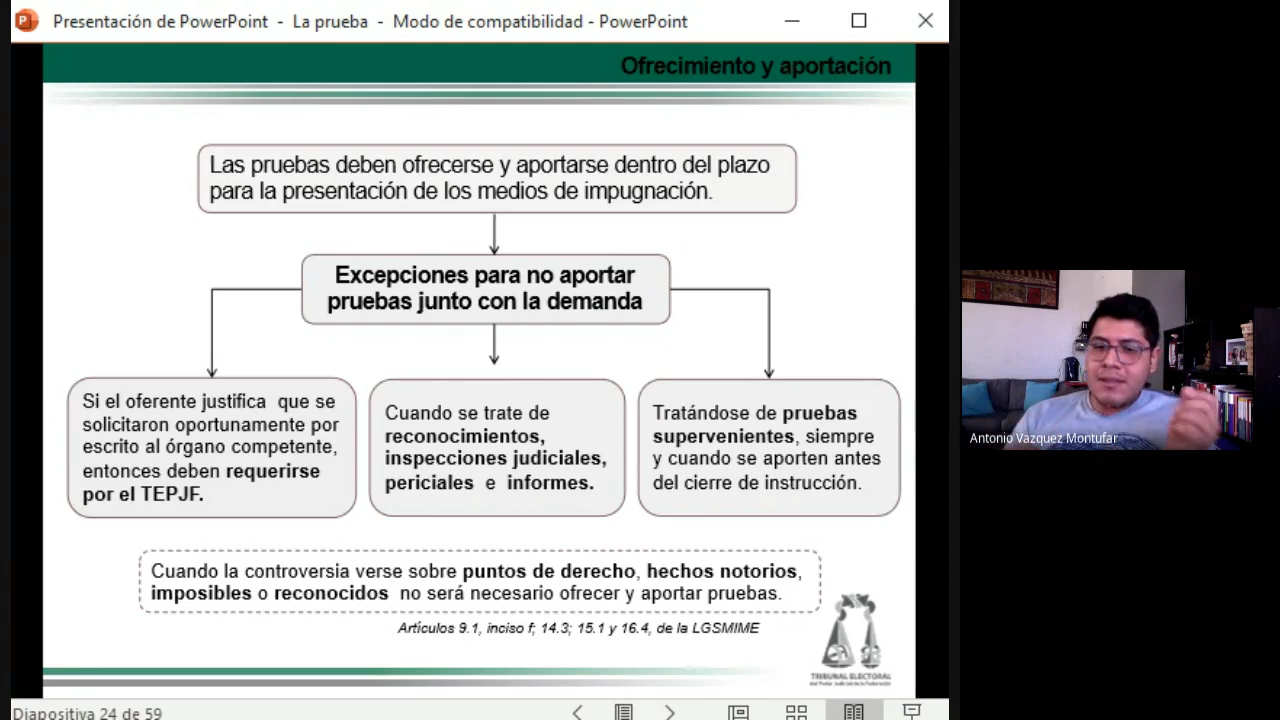 Presentación de PowerPoint - La prueba - Modo de compatibilidad - PowerPoint
Ofrecimiento y aportación
Las pruebas deben ofrecerse y aportarse dentro del plazo
para la presentación de los medios de impugnación.
Excepciones para no aportar
pruebas junto con la demanda
Si el oferente justifica que se
solicitaron oportunamente por
escrito al órgano competente,
entonces deben requerirse
por el TEPJF.
Cuando se trate de
reconocimientos,
inspecciones judiciales,
periciales e informes.
Tratándose de pruebas
supervenientes, siempre
y cuando se aporten antes
del cierre de instrucción.
Antonio Vazquez Montufar
Cuando la controversia verse sobre puntos de derecho, hechos notorios,
imposibles o reconocidos no será necesario ofrecer y aportar pruebas.
Artículos 9.1, inciso f; 14.3; 15.1 y 16.4, de la LGSMIME
TRIBUNAL ELECTORAL
del Poder Judicial de la Federación
Diapositiva 24 de 59